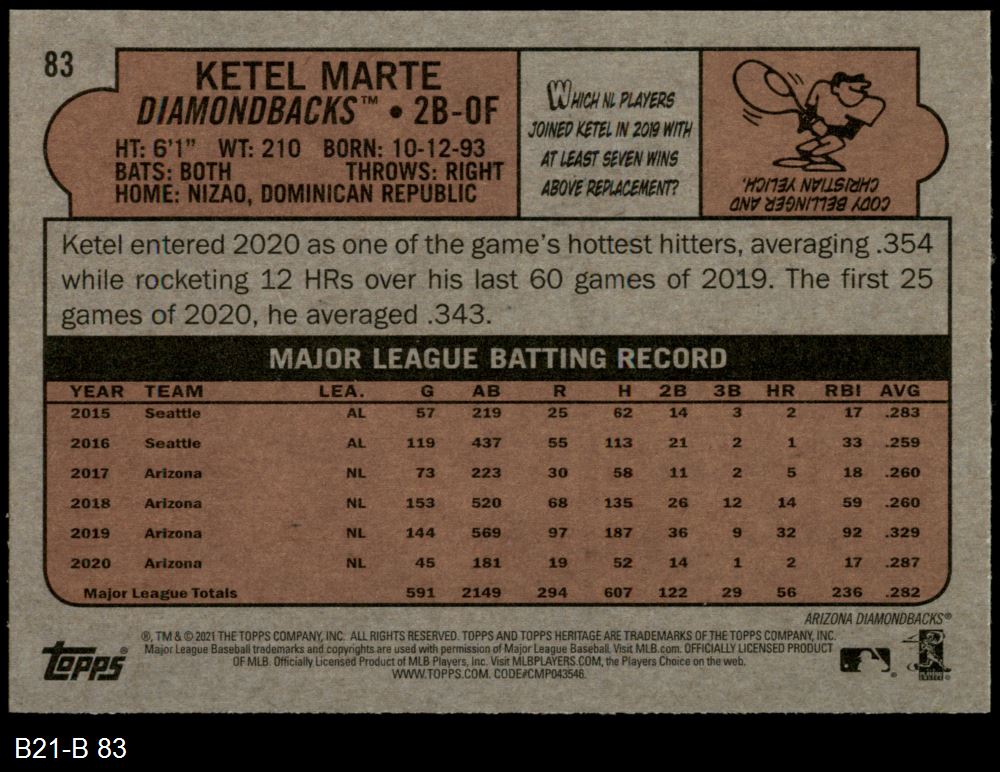 83
KETEL MARTE
DIAMONDBACKS™ • 2B-OF
HT: 6'1" WT: 210 BORN: 10-12-93
BATS: BOTH THROWS: RIGHT
HOME: NIZAO, DOMINICAN REPUBLIC
WHICH NL PLAYERS
JOINED KETEL IN 2019 WITH
AT LEAST SEVEN WINS
ABOVE REPLACEMENT?
CODY BELLINGER AND
CHRISTIAN YELICH.
Ketel entered 2020 as one of the game's hottest hitters, averaging .354
while rocketing 12 HRs over his last 60 games of 2019. The first 25
games of 2020, he averaged .343.
MAJOR LEAGUE BATTING RECORD
YEAR TEAM LEA. G AB R H 2B 3B HR RBI AVG
2015 Seattle AL 57 219 25 62 14 3 2 17 .283
2016 Seattle AL 119 437 55 113 21 2 1 33 .259
2017 Arizona NL 73 223 30 58 11 2 5 18 .260
2018 Arizona NL 153 520 68 135 26 12 14 59 .260
2019 Arizona NL 144 569 97 187 36 9 32 92 .329
2020 Arizona NL 45 181 19 52 14 1 2 17 .287
Major League Totals 591 2149 294 607 122 29 56 236 .282
ARIZONA DIAMONDBACKS®
topps®
®, TM & © 2021 THE TOPPS COMPANY, INC. ALL RIGHTS RESERVED. TOPPS AND TOPPS HERITAGE ARE TRADEMARKS OF THE TOPPS COMPANY, INC.
Major League Baseball trademarks and copyrights are used with permission of Major League Baseball. Visit MLB.com. OFFICIALLY LICENSED PRODUCT
OF MLB. Officially Licensed Product of MLB Players, Inc. Visit MLBPLAYERS.COM, the Players Choice on the web.
WWW.TOPPS.COM. CODE#CMP043546.
B21-B 83